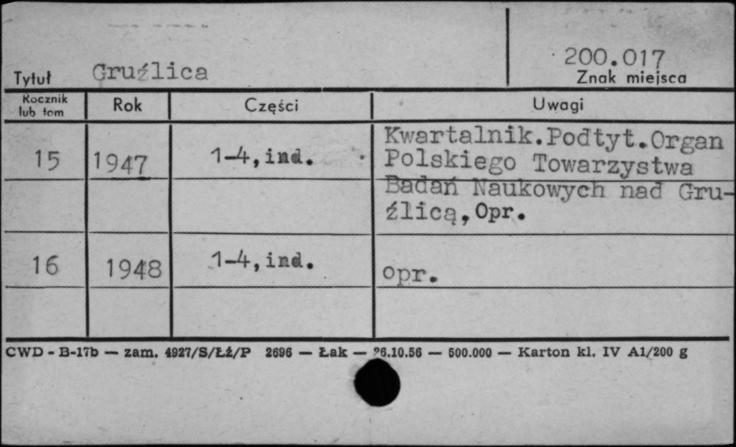 200.017
Tytuł Gruźlica Znak miejsca
Rocznik lub tom Rok Części Uwagi
15 1947 1-4, ind. Kwartalnik. Podtyt. Organ
Polskiego Towarzystwa
Badań Naukowych nad Gru-
źlicą, Opr.
16 1948 1-4, ind. opr.
CWD - B-17b — zam. 4927/S/Łź/P 2696 — Łak — 26.10.56 — 500.000 — Karton kl. IV A1/200 g